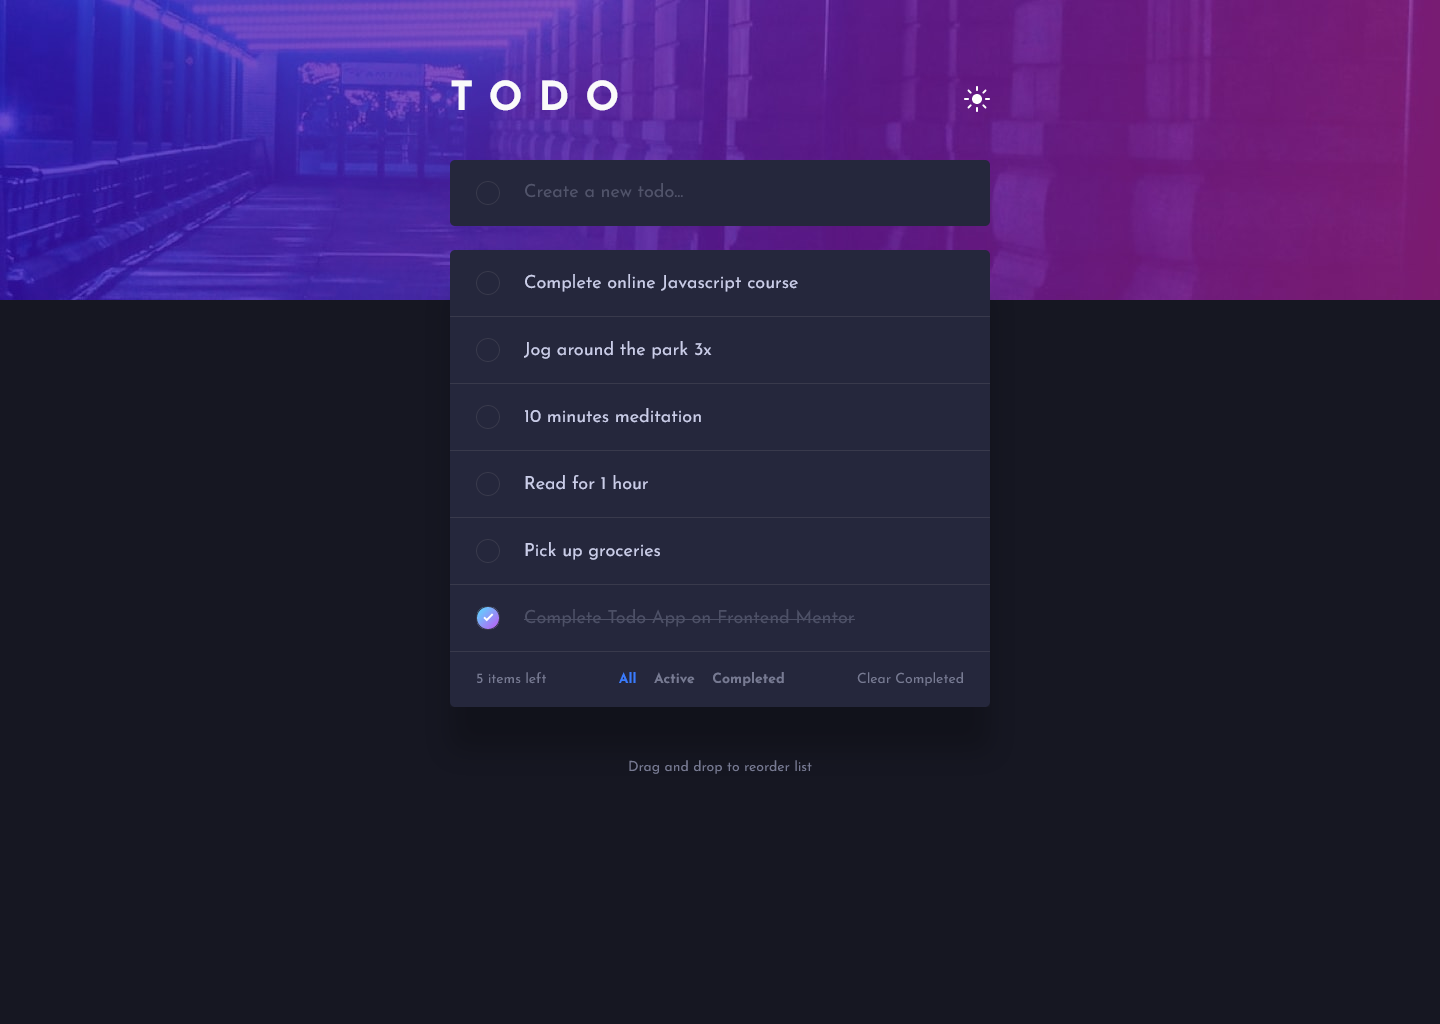 TODO
Create a new todo...
Complete online Javascript course
Jog around the park 3x
10 minutes meditation
Read for 1 hour
Pick up groceries
Complete Todo App on Frontend Mentor
5 items left All Active Completed Clear Completed
Drag and drop to reorder list